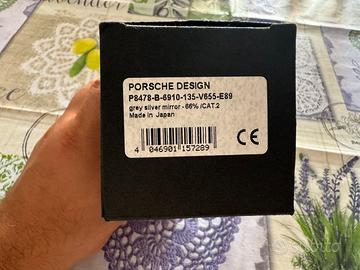 PORSCHE DESIGN
P8478-B-6910-135-V655-E89
grey silver mirror - 66% /CAT.2
Made in Japan
4 046901 157289
CE
subito